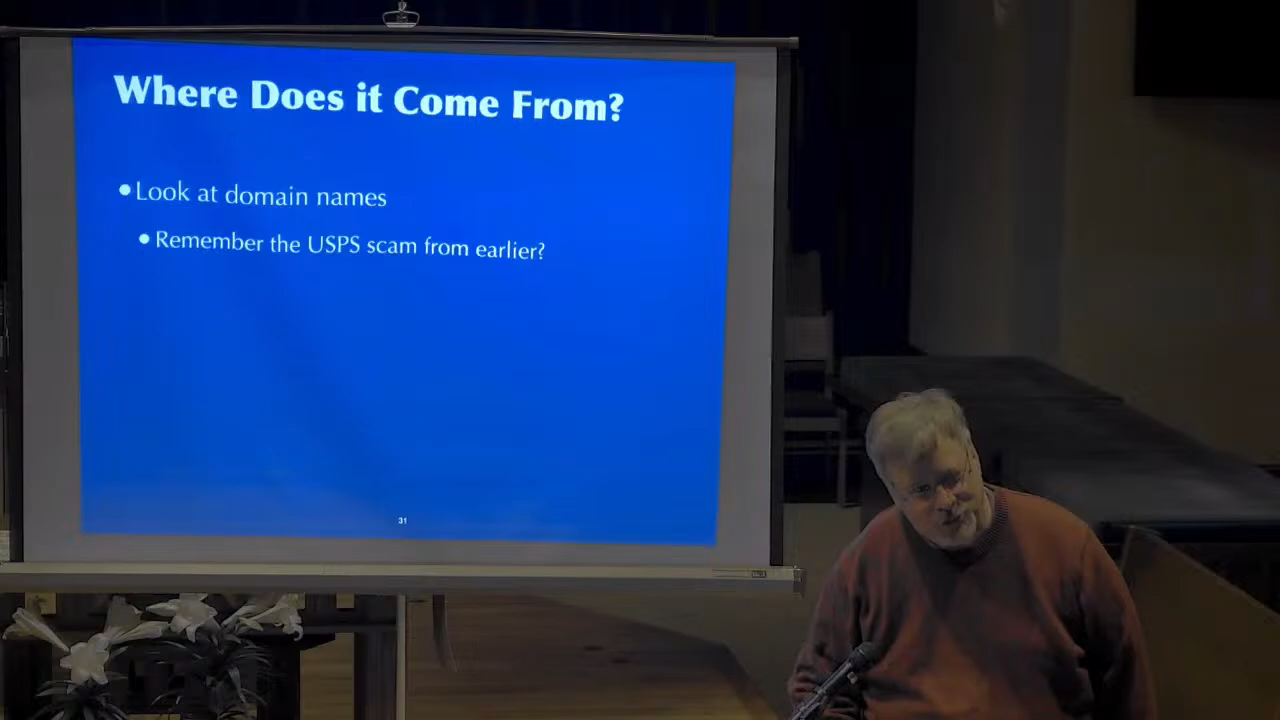 Where Does it Come From?
•Look at domain names
•Remember the USPS scam from earlier?
31